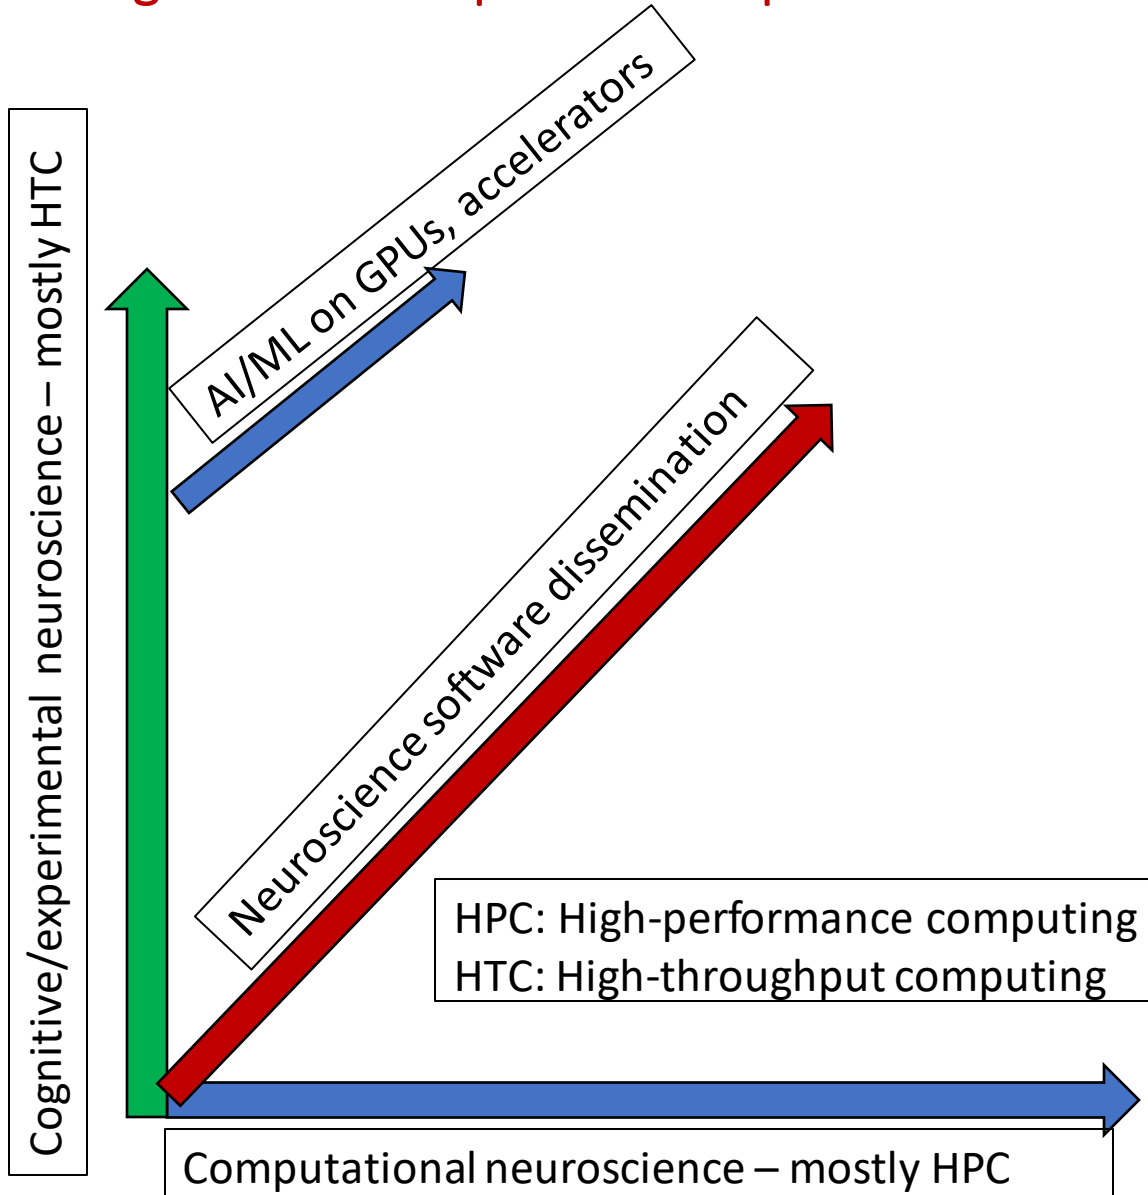 AI/ML on GPUs, accelerators
Cognitive/experimental neuroscience – mostly HTC
Neuroscience software dissemination
HPC: High-performance computing
HTC: High-throughput computing
Computational neuroscience – mostly HPC